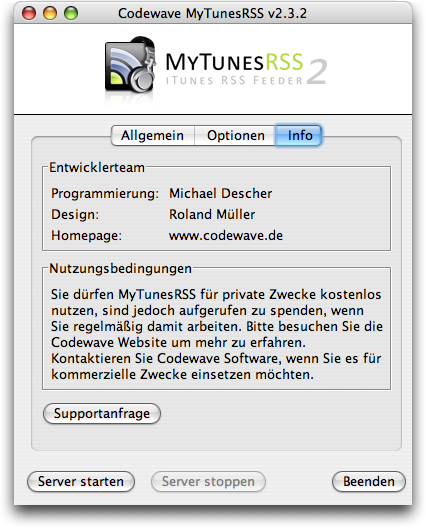 Codewave MyTunesRSS v2.3.2
MyTunesRSS
iTunes RSS Feeder 2
Allgemein Optionen Info
Entwicklerteam
Programmierung: Michael Descher
Design: Roland Müller
Homepage: www.codewave.de
Nutzungsbedingungen
Sie dürfen MyTunesRSS für private Zwecke kostenlos
nutzen, sind jedoch aufgerufen zu spenden, wenn
Sie regelmäßig damit arbeiten. Bitte besuchen Sie die
Codewave Website um mehr zu erfahren.
Kontaktieren Sie Codewave Software, wenn Sie es für
kommerzielle Zwecke einsetzen möchten.
Supportanfrage
Server starten Server stoppen Beenden